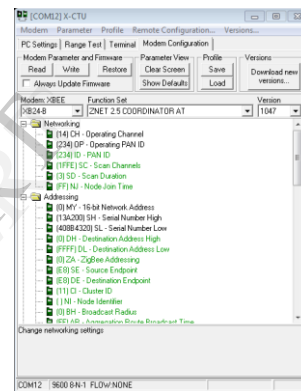 [COM12] X-CTU
Modem Parameter Profile Remote Configuration... Versions...
PC Settings Range Test Terminal Modem Configuration
Modem Parameter and Firmware Parameter View Profile Versions
Read Write Restore Clear Screen Save Download new versions...
Always Update Firmware Show Defaults Load
Modem: XBEE Function Set Version
XB24-B ZNET 2.5 COORDINATOR AT 1047
Networking
(14) CH - Operating Channel
(234) OP - Operating PAN ID
(234) ID - PAN ID
(1FFE) SC - Scan Channels
(3) SD - Scan Duration
(FF) NJ - Node Join Time
Addressing
(0) MY - 16-bit Network Address
(13A200) SH - Serial Number High
(408B4320) SL - Serial Number Low
(0) DH - Destination Address High
(FFFF) DL - Destination Address Low
(0) ZA - ZigBee Addressing
(E8) SE - Source Endpoint
(E8) DE - Destination Endpoint
(11) CI - Cluster ID
( ) NI - Node Identifier
(0) BH - Broadcast Radius
(FF) AR - Aggregation Route Broadcast Time
Change networking settings
COM12 9600 8-N-1 FLOW:NONE